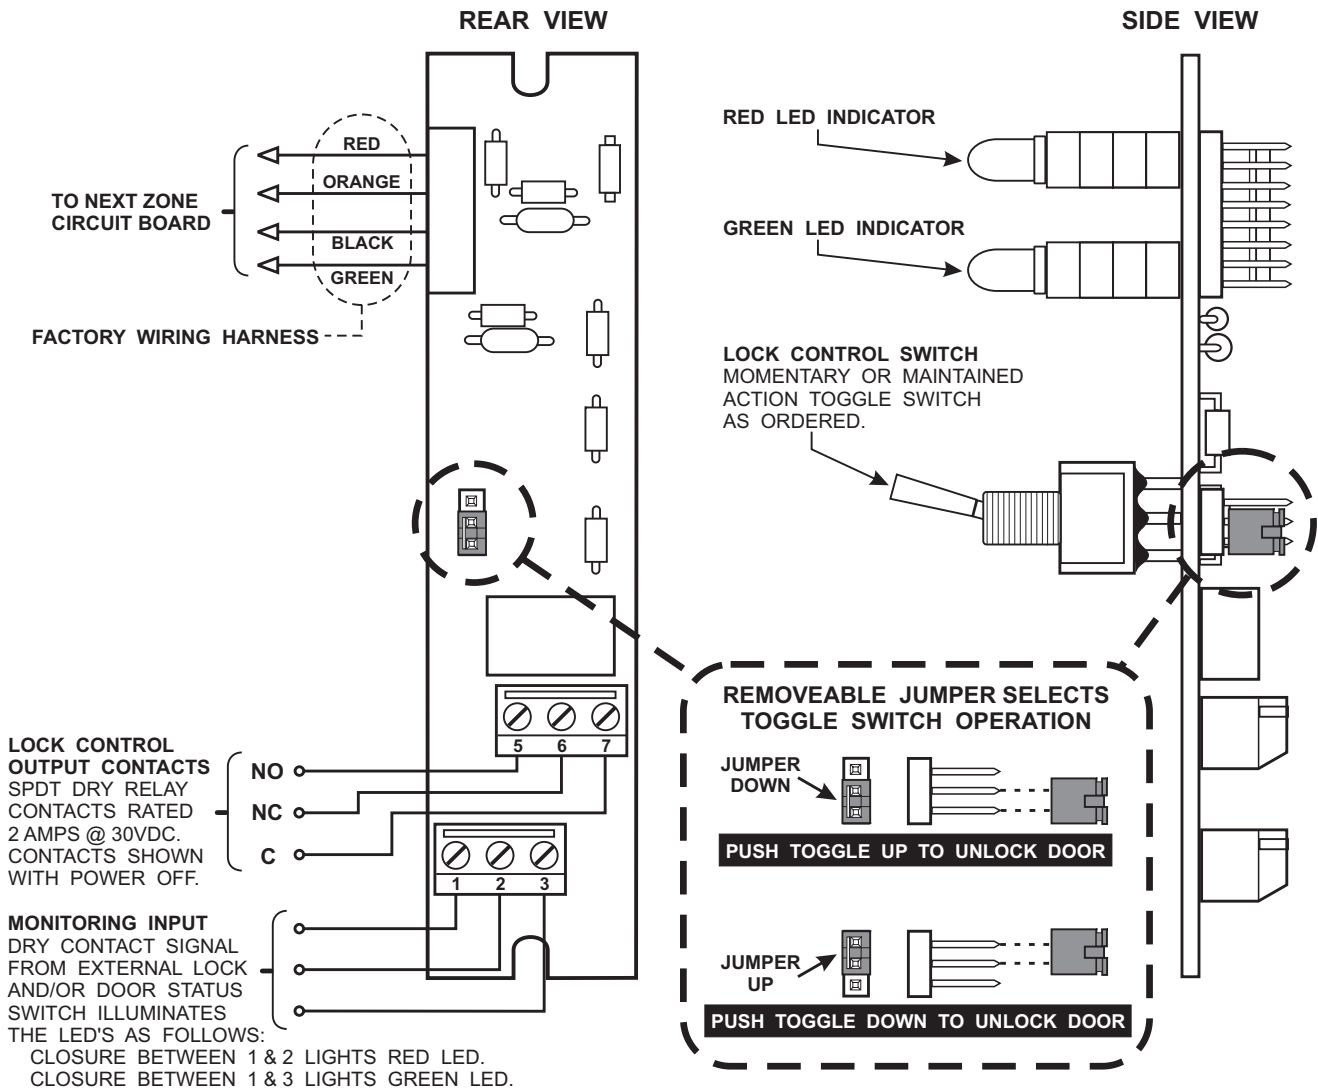 REAR VIEW
SIDE VIEW
RED
ORANGE
BLACK
GREEN
TO NEXT ZONE
CIRCUIT BOARD
FACTORY WIRING HARNESS
RED LED INDICATOR
GREEN LED INDICATOR
LOCK CONTROL SWITCH
MOMENTARY OR MAINTAINED
ACTION TOGGLE SWITCH
AS ORDERED.
REMOVEABLE JUMPER SELECTS
TOGGLE SWITCH OPERATION
JUMPER
DOWN
PUSH TOGGLE UP TO UNLOCK DOOR
JUMPER
UP
PUSH TOGGLE DOWN TO UNLOCK DOOR
5 6 7
LOCK CONTROL
OUTPUT CONTACTS
SPDT DRY RELAY
CONTACTS RATED
2 AMPS @ 30VDC.
CONTACTS SHOWN
WITH POWER OFF.
NO
NC
C
1 2 3
MONITORING INPUT
DRY CONTACT SIGNAL
FROM EXTERNAL LOCK
AND/OR DOOR STATUS
SWITCH ILLUMINATES
THE LED'S AS FOLLOWS:
CLOSURE BETWEEN 1 & 2 LIGHTS RED LED.
CLOSURE BETWEEN 1 & 3 LIGHTS GREEN LED.